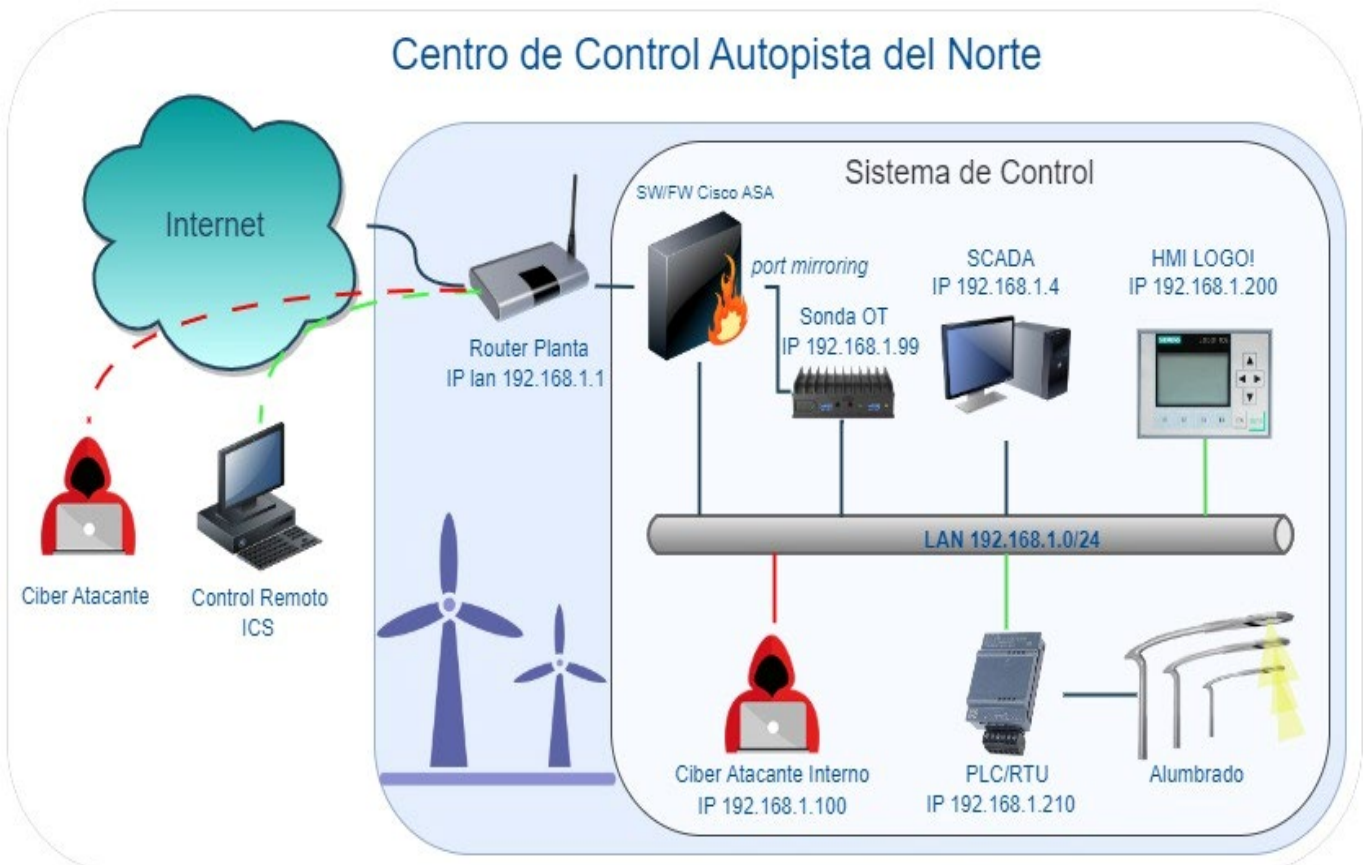 Centro de Control Autopista del Norte
Internet
Sistema de Control
SW/FW Cisco ASA
port mirroring
Sonda OT
IP 192.168.1.99
SCADA
IP 192.168.1.4
HMI LOGO!
IP 192.168.1.200
SIEMENS
Router Planta
IP lan 192.168.1.1
LAN 192.168.1.0/24
Ciber Atacante
Control Remoto
ICS
Ciber Atacante Interno
IP 192.168.1.100
PLC/RTU
IP 192.168.1.210
Alumbrado